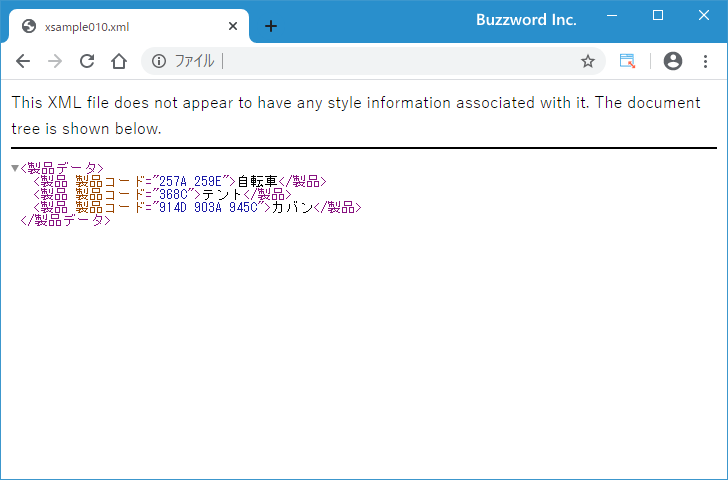 xsample010.xml
Buzzword Inc.
ファイル
This XML file does not appear to have any style information associated with it. The document
tree is shown below.
<製品データ>
<製品 製品コード="257A 259E">自転車</製品>
<製品 製品コード="368C">テント</製品>
<製品 製品コード="914D 903A 945C">カバン</製品>
</製品データ>